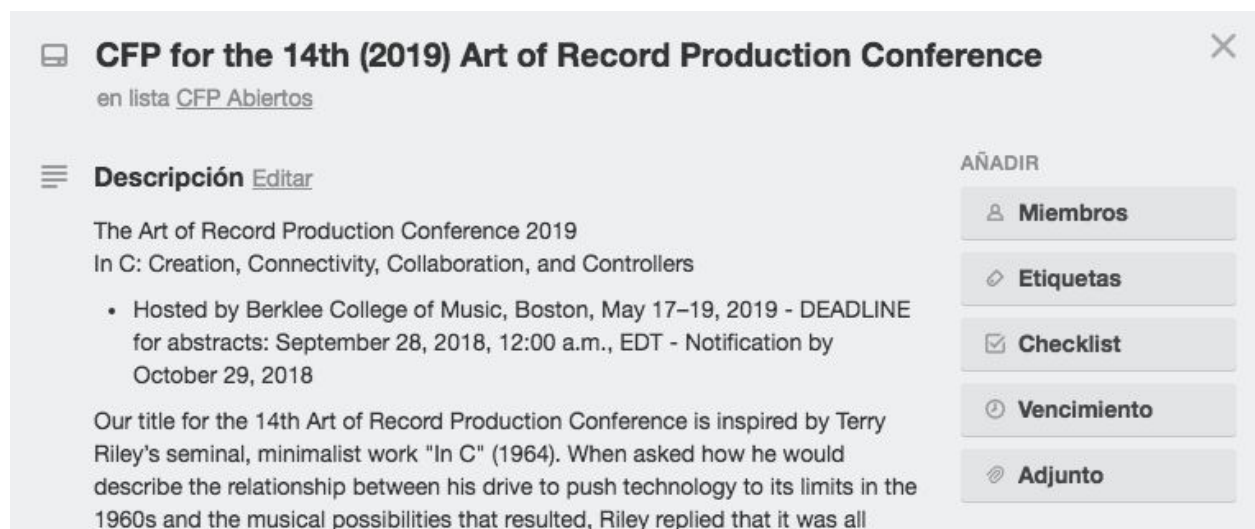 CFP for the 14th (2019) Art of Record Production Conference
en lista CFP Abiertos
Descripción Editar
The Art of Record Production Conference 2019
In C: Creation, Connectivity, Collaboration, and Controllers
• Hosted by Berklee College of Music, Boston, May 17–19, 2019 - DEADLINE
for abstracts: September 28, 2018, 12:00 a.m., EDT - Notification by
October 29, 2018
Our title for the 14th Art of Record Production Conference is inspired by Terry
Riley’s seminal, minimalist work "In C" (1964). When asked how he would
describe the relationship between his drive to push technology to its limits in the
1960s and the musical possibilities that resulted, Riley replied that it was all
AÑADIR
Miembros
Etiquetas
Checklist
Vencimiento
Adjunto